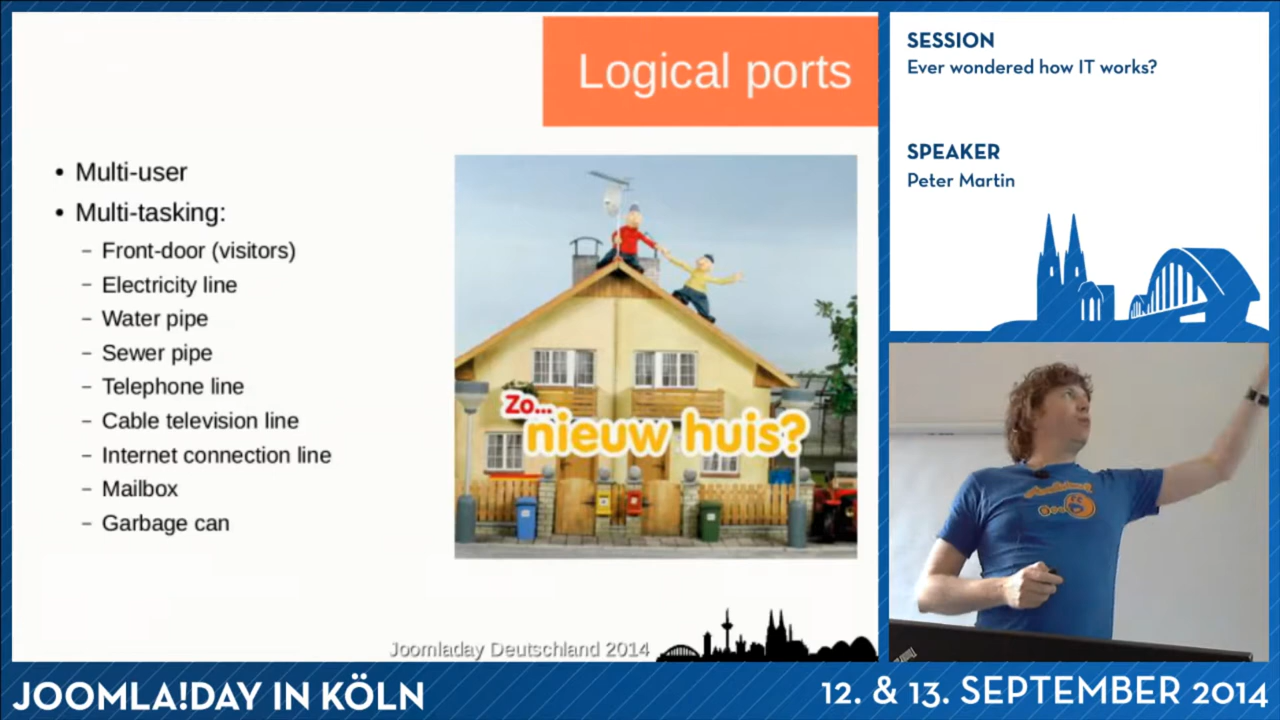 Logical ports
• Multi-user
• Multi-tasking:
– Front-door (visitors)
– Electricity line
– Water pipe
– Sewer pipe
– Telephone line
– Cable television line
– Internet connection line
– Mailbox
– Garbage can
Zo...
nieuw huis?
Joomladay Deutschland 2014
SESSION
Ever wondered how IT works?
SPEAKER
Peter Martin
JOOMLA!DAY IN KÖLN
12. & 13. SEPTEMBER 2014